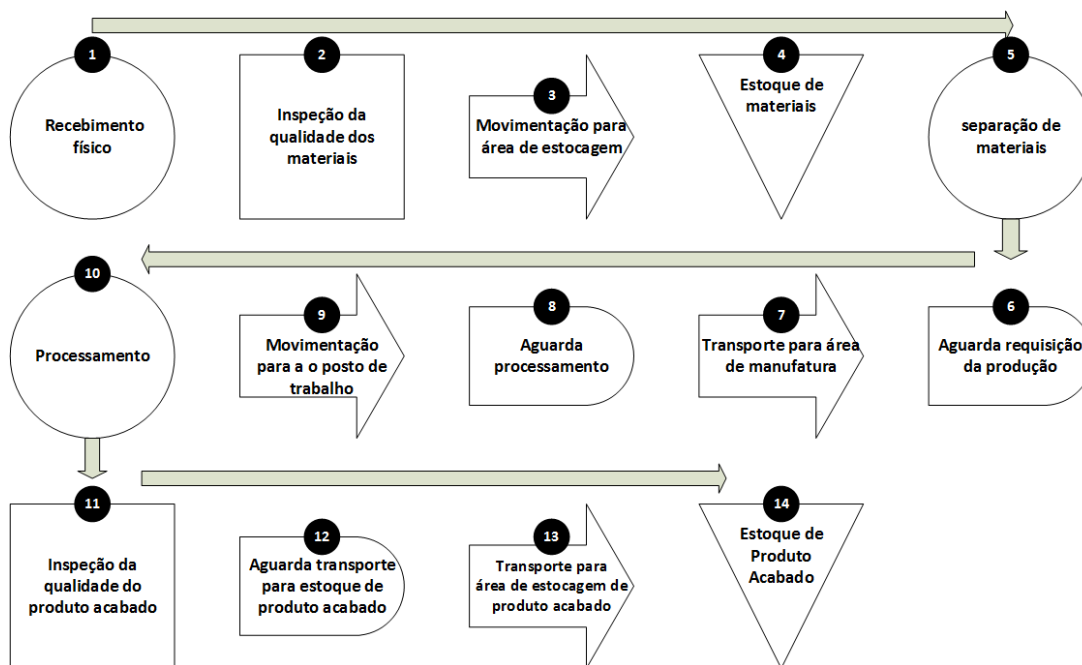 1
Recebimento
físico
2
Inspeção da
qualidade dos
materiais
3
Movimentação para
área de estocagem
4
Estoque de
materiais
5
separação de
materiais
6
Aguarda requisição
da produção
7
Transporte para área
de manufatura
8
Aguarda
processamento
9
Movimentação
para a o posto de
trabalho
10
Processamento
11
Inspeção da
qualidade do
produto acabado
12
Aguarda transporte
para estoque de
produto acabado
13
Transporte para
área de estocagem de
produto acabado
14
Estoque de
Produto
Acabado